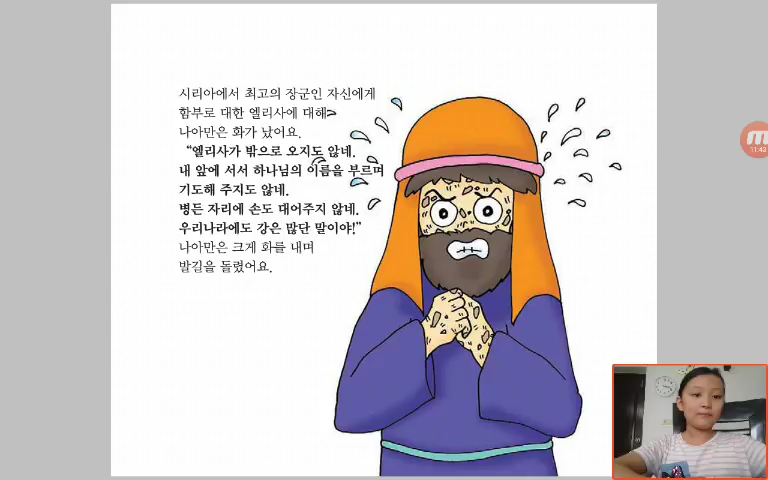 시리아에서 최고의 장군인 자신에게
함부로 대한 엘리사에 대해
나아만은 화가 났어요.
“엘리사가 밖으로 오지도 않네.
내 앞에 서서 하나님의 이름을 부르며
기도해 주지도 않네.
병든 자리에 손도 대어주지 않네.
우리나라에도 강은 많단 말이야!”
나아만은 크게 화를 내며
발길을 돌렸어요.
11:43